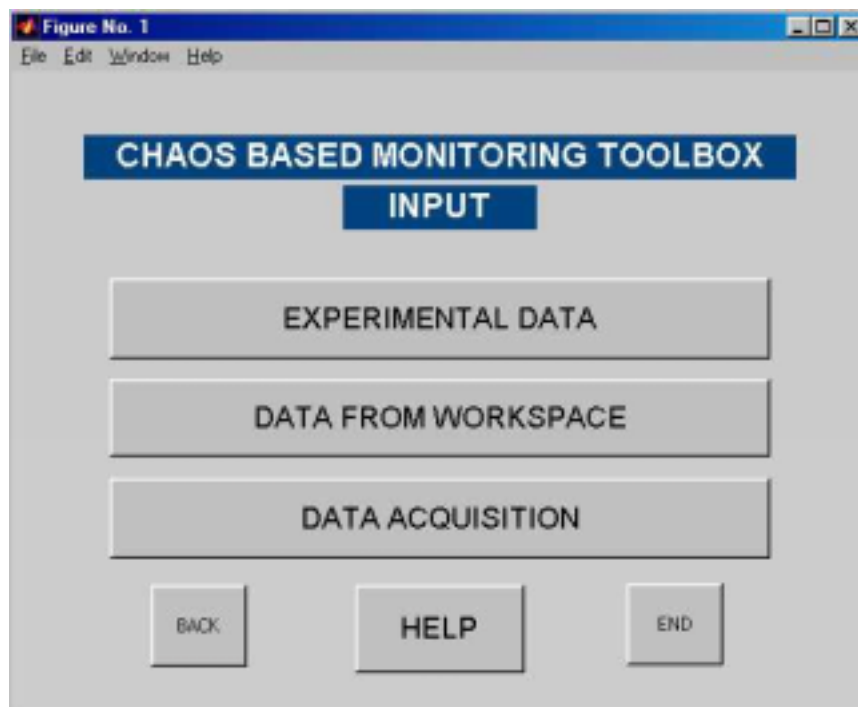 Figure No. 1
File Edit Window Help
CHAOS BASED MONITORING TOOLBOX
INPUT
EXPERIMENTAL DATA
DATA FROM WORKSPACE
DATA ACQUISITION
BACK HELP END